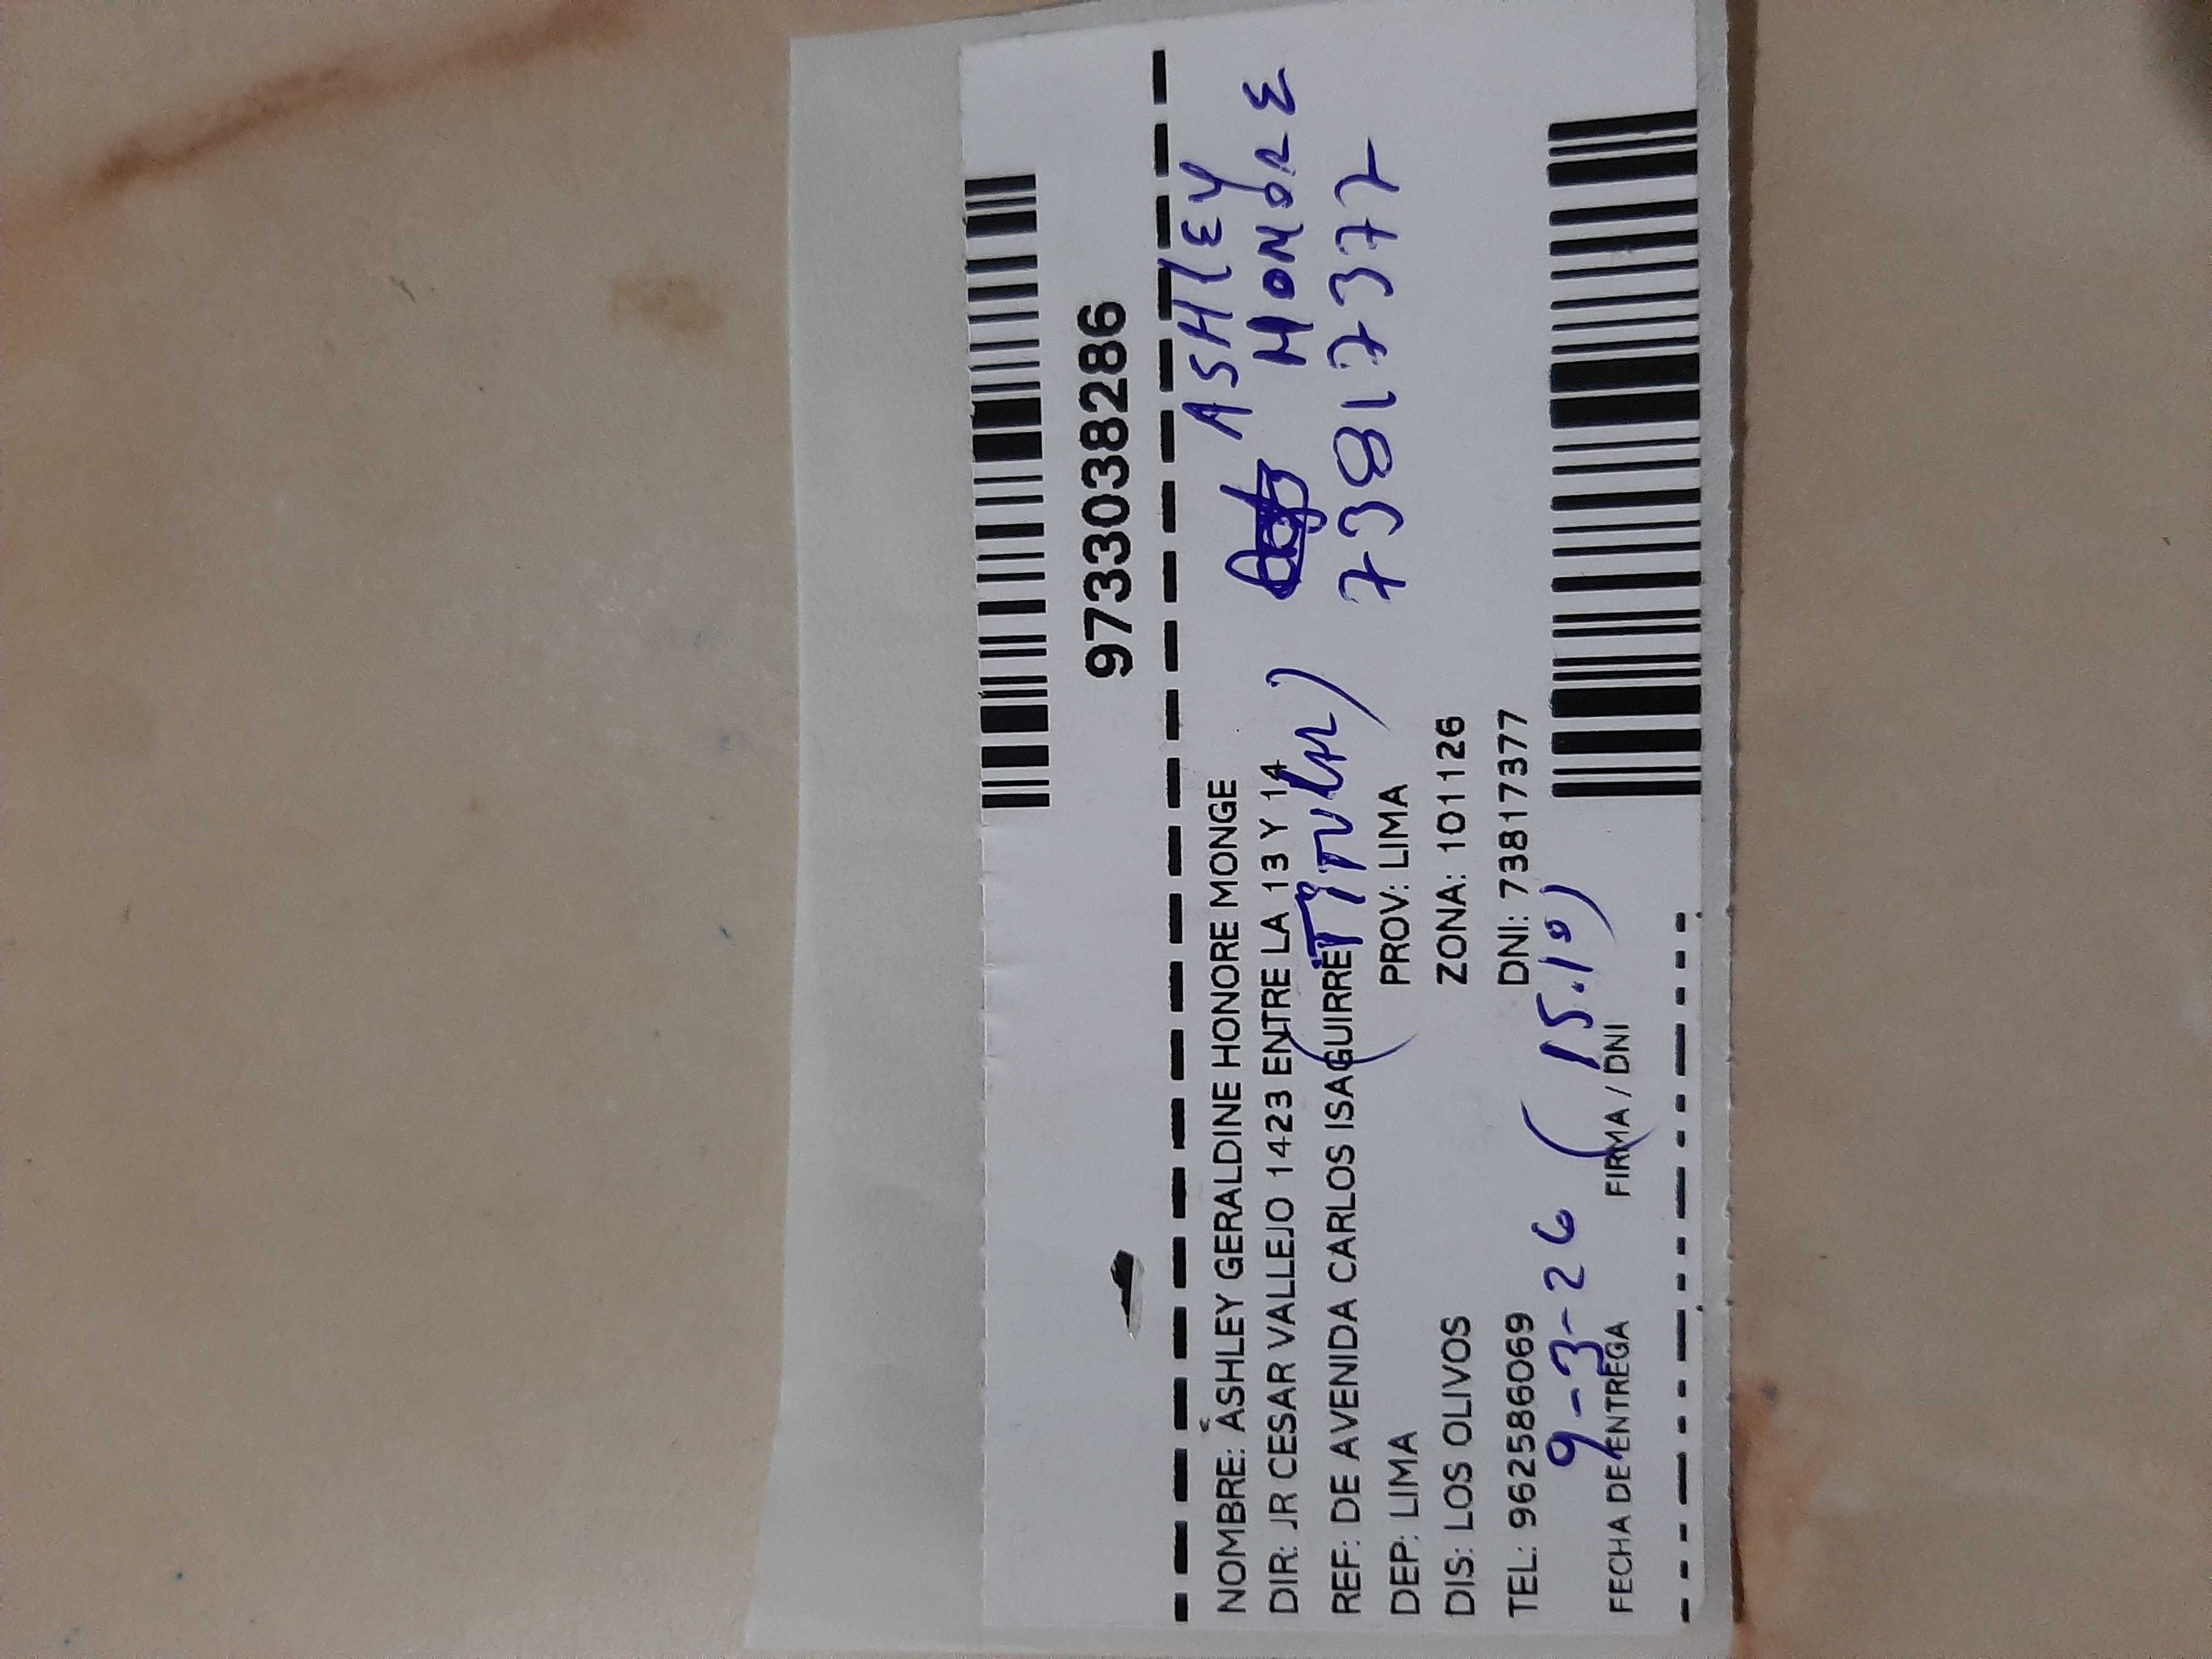 9733038286
NOMBRE: ASHLEY GERALDINE HONORE MONGE
DIR: JR CESAR VALLEJO 1423 ENTRE LA 13 Y 14
REF: DE AVENIDA CARLOS ISAGUIRRE
DEP: LIMA PROV: LIMA
DIS: LOS OLIVOS ZONA: 101126
TEL: 962586069 DNI: 73817377
FECHA DE ENTREGA FIRMA / DNI
ASHLEY
HONORE
(TITULAR) 73817377
9-3-26 (15.10)